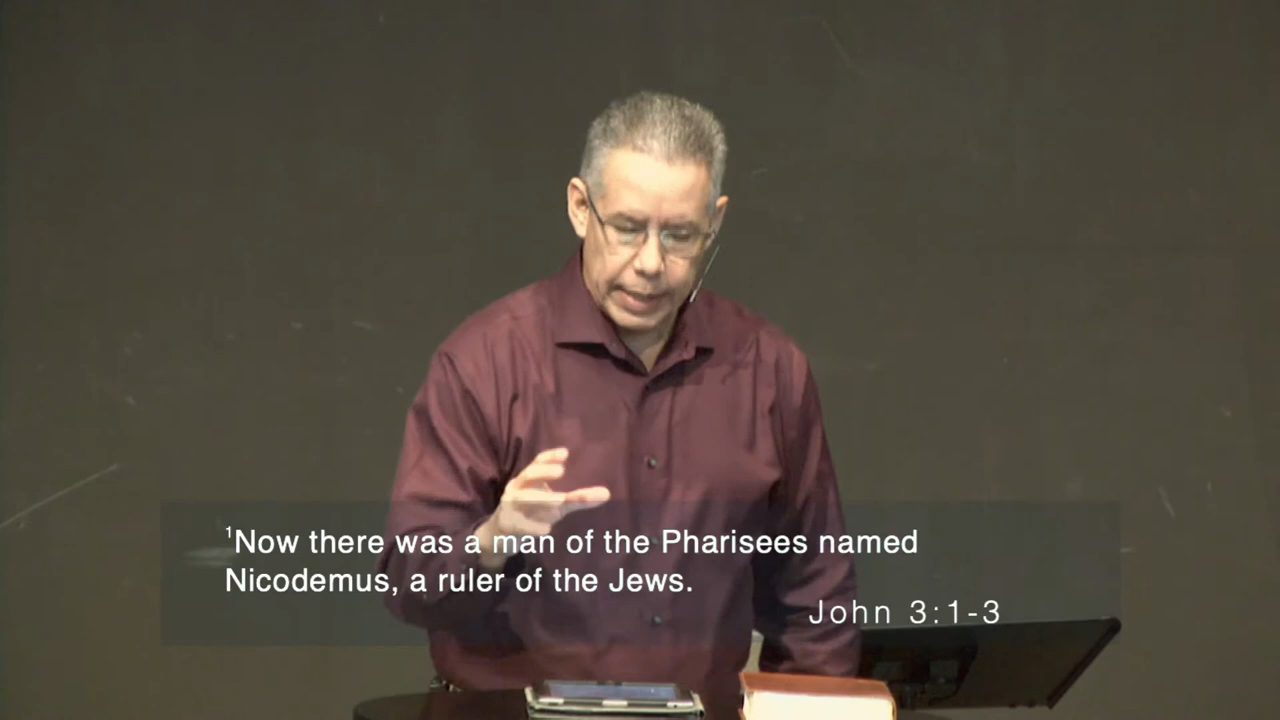 ¹Now there was a man of the Pharisees named
Nicodemus, a ruler of the Jews.
John 3:1-3